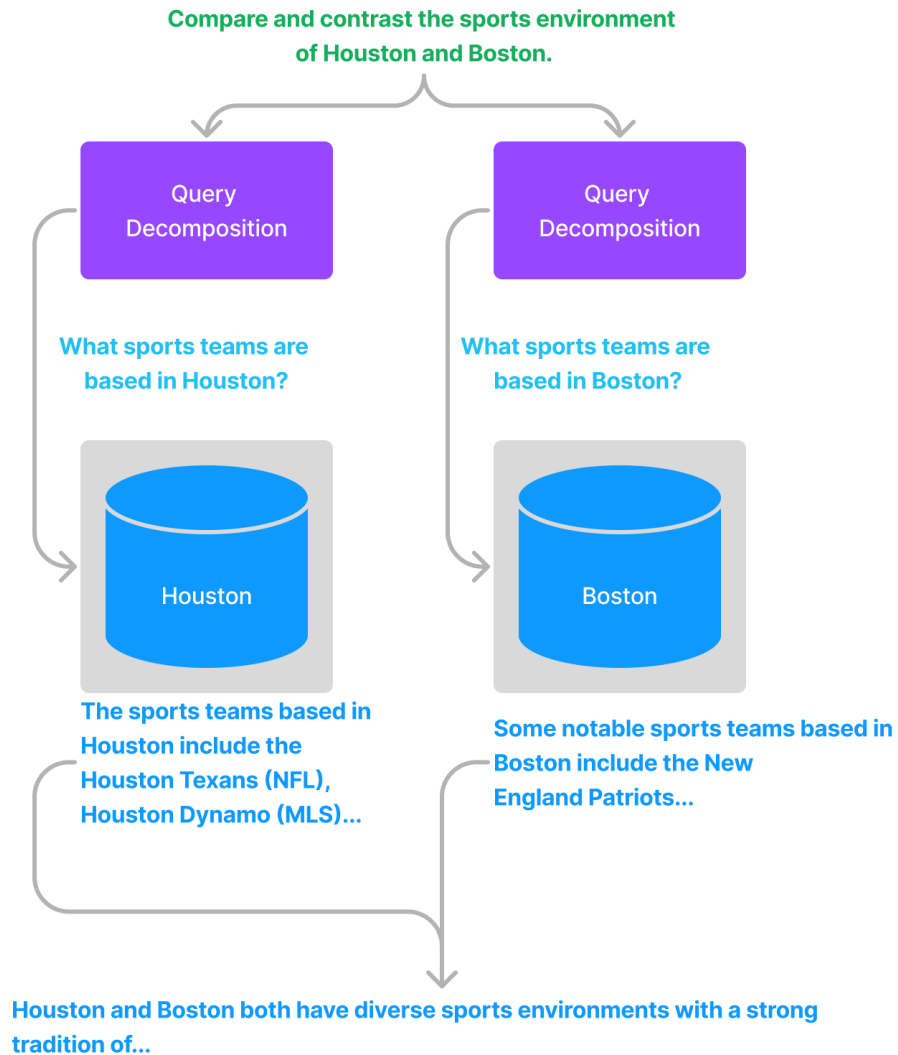 Compare and contrast the sports environment
of Houston and Boston.
Query
Decomposition
Query
Decomposition
What sports teams are
based in Houston?
What sports teams are
based in Boston?
Houston
Boston
The sports teams based in
Houston include the
Houston Texans (NFL),
Houston Dynamo (MLS)...
Some notable sports teams based in
Boston include the New
England Patriots...
Houston and Boston both have diverse sports environments with a strong
tradition of...